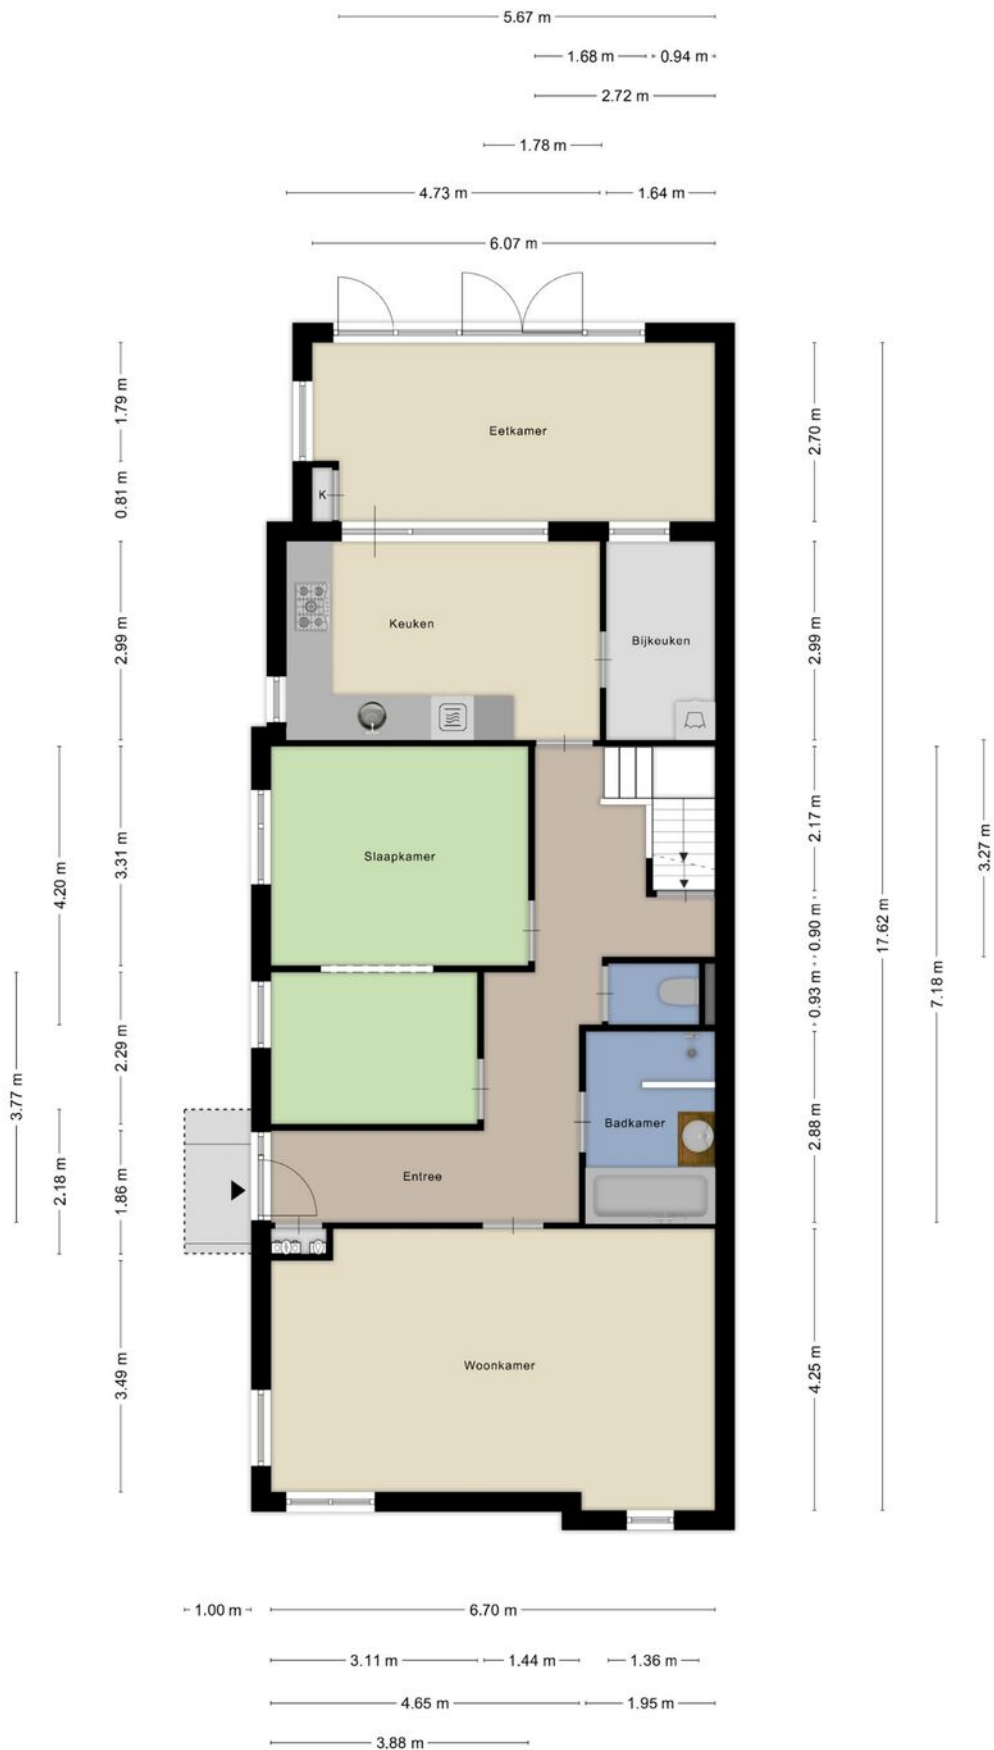 5.67 m
1.68 m 0.94 m
2.72 m
1.78 m
4.73 m 1.64 m
6.07 m
1.79 m
2.70 m
Eetkamer
0.81 m
K
2.99 m
Keuken
Bijkeuken
2.99 m
4.20 m
3.31 m
Slaapkamer
2.17 m
3.27 m
0.90 m
17.62 m
7.18 m
0.93 m
3.77 m
2.29 m
2.18 m
1.86 m
Entree
Badkamer
2.88 m
3.49 m
Woonkamer
4.25 m
1.00 m 6.70 m
3.11 m 1.44 m 1.36 m
4.65 m 1.95 m
3.88 m